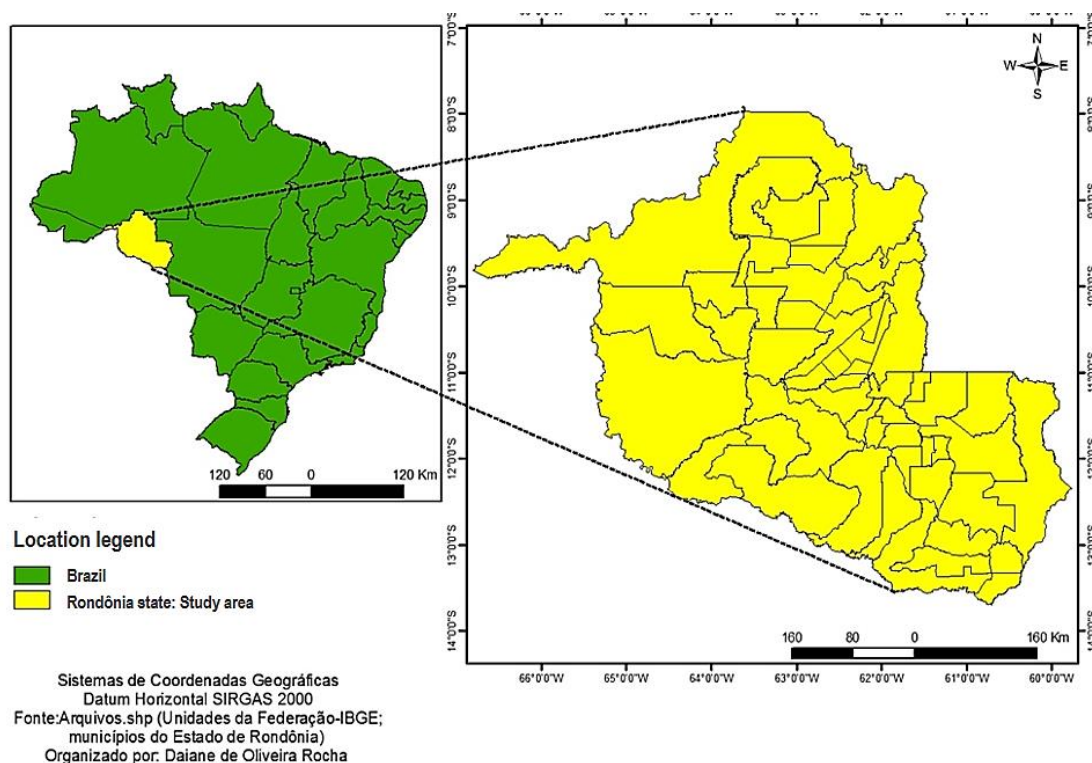 7°0'0"S
8°0'0"S
9°0'0"S
10°0'0"S
11°0'0"S
12°0'0"S
13°0'0"S
14°0'0"S
N
W E
S
120 60 0 120 Km
160 80 0 160 Km
66°0'0"W 65°0'0"W 64°0'0"W 63°0'0"W 62°0'0"W 61°0'0"W 60°0'0"W
Location legend
Brazil
Rondônia state: Study area
Sistemas de Coordenadas Geográficas
Datum Horizontal SIRGAS 2000
Fonte:Arquivos.shp (Unidades da Federação-IBGE;
municípios do Estado de Rondônia)
Organizado por: Daiane de Oliveira Rocha